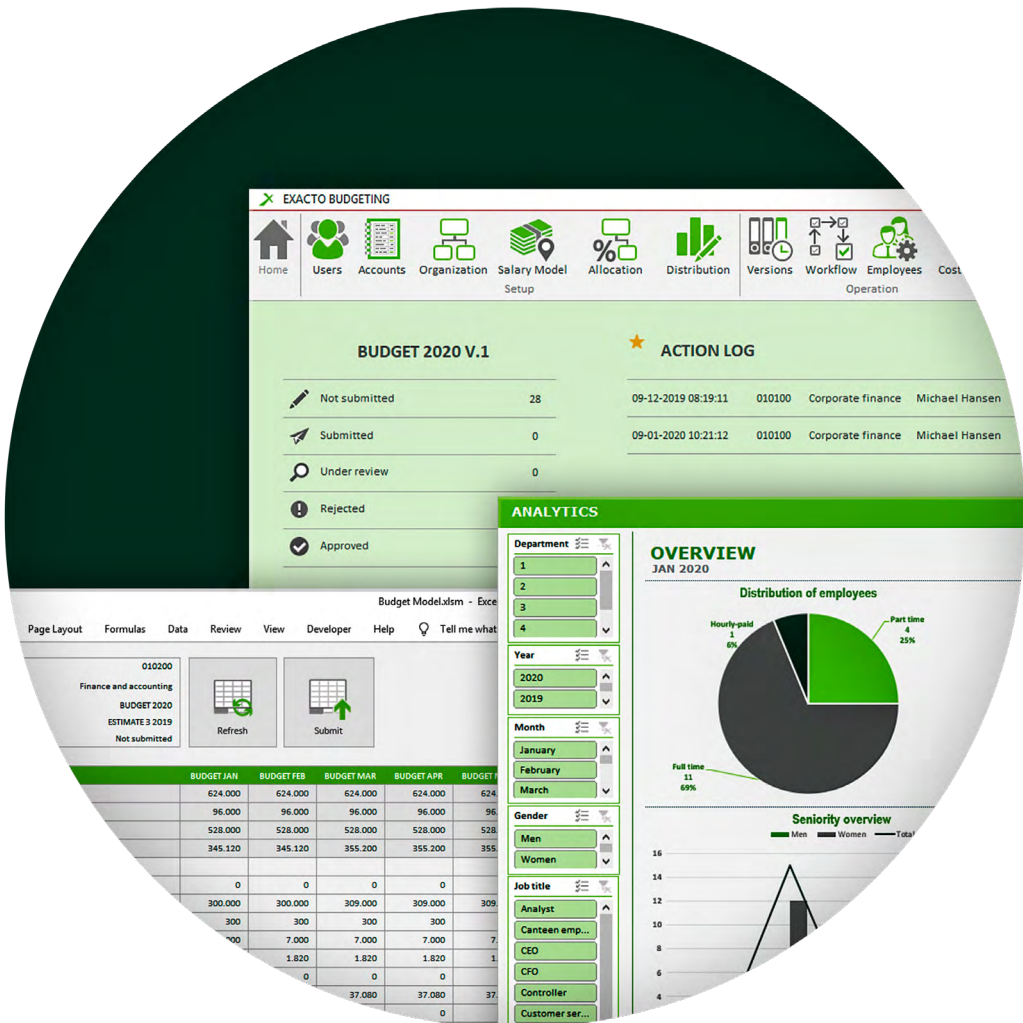 EXACTO BUDGETING
Home
Users
Accounts
Organization
Salary Model
Allocation
Distribution
Versions
Workflow
Employees
Cost
Setup
Operation
BUDGET 2020 V.1
Not submitted 28
Submitted 0
Under review 0
Rejected
Approved
ACTION LOG
09-12-2019 08:19:11 010100 Corporate finance Michael Hansen
09-01-2020 10:21:12 010100 Corporate finance Michael Hansen
Budget Model.xlsm - Exce
Page Layout Formulas Data Review View Developer Help Tell me what
010200
Finance and accounting
BUDGET 2020
ESTIMATE 3 2019
Not submitted
Refresh
Submit
BUDGET JAN BUDGET FEB BUDGET MAR BUDGET APR BUDGET
624.000 624.000 624.000 624.000 624.
96.000 96.000 96.000 96.000 96.
528.000 528.000 528.000 528.000 528.
345.120 345.120 355.200 355.200 355.
0 0 0 0
300.000 300.000 309.000 309.000 309.
300 300 300 300
7.000 7.000 7.000 7.
1.820 1.820 1.820 1.
0 0 0
37.080 37.080 37.
0
ANALYTICS
Department
1
2
3
4
Year
2020
2019
Month
January
February
March
Gender
Men
Women
Job title
Analyst
Canteen emp...
CEO
CFO
Controller
Customer ser...
OVERVIEW
JAN 2020
Distribution of employees
Hourly-paid
1
6%
Part time
4
25%
Full time
11
69%
Seniority overview
Men Women Total
16
14
12
10
8
6
4